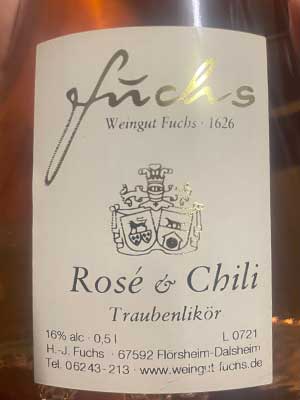 fuchs
Weingut Fuchs · 1626
Rosé & Chili
Traubenlikör
16% alc · 0,5 l L 0721
H.-J. Fuchs · 67592 Flörsheim-Dalsheim
Tel. 06243-213 · www.weingut-fuchs.de